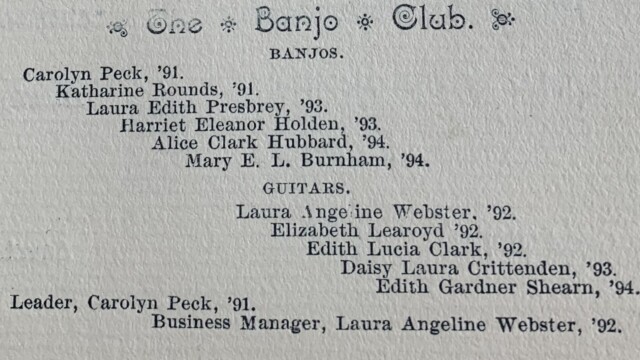 One Banjo Club.
BANJOS.
Carolyn Peck, '91.
Katharine Rounds, '91.
Laura Edith Presbrey, '93.
Harriet Eleanor Holden, '93.
Alice Clark Hubbard, '94.
Mary E. L. Burnham, '94.
GUITARS.
Laura Angeline Webster, '92.
Elizabeth Learoyd '92.
Edith Lucia Clark, '92.
Daisy Laura Crittenden, '93.
Edith Gardner Shearn, '94.
Leader, Carolyn Peck, '91.
Business Manager, Laura Angeline Webster, '92.